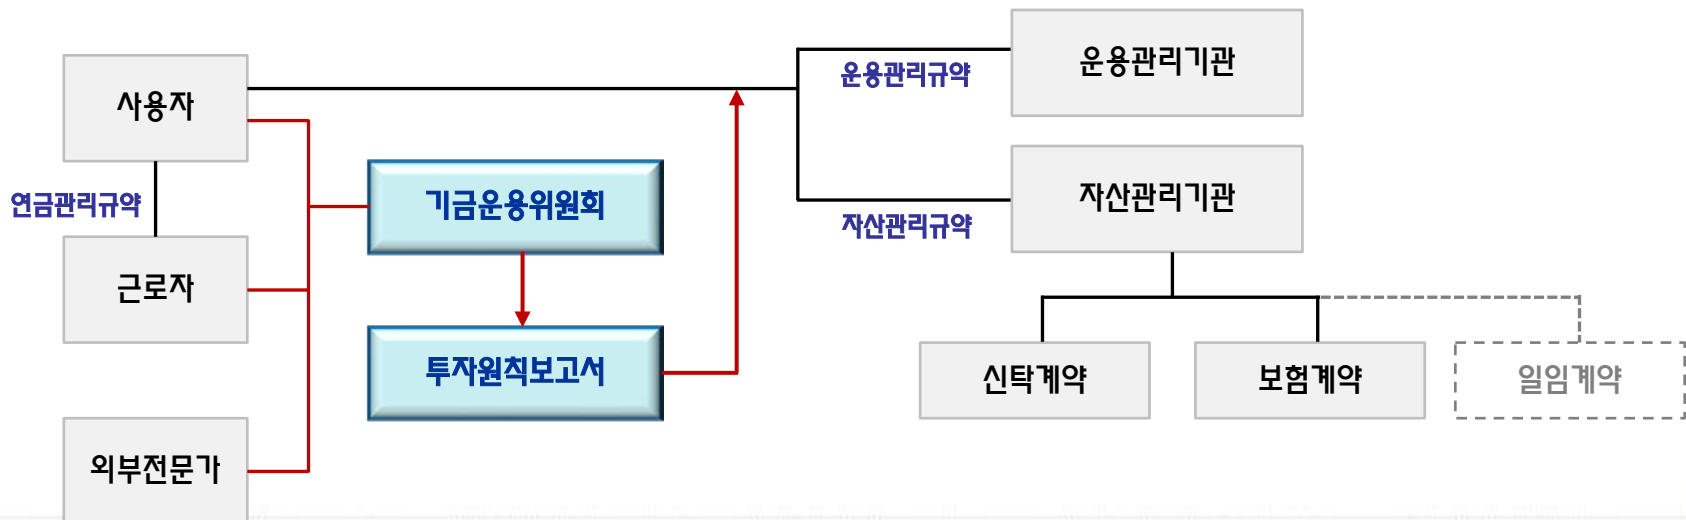 운용관리기관
운용관리규약
사용자
기금운용위원회
자산관리기관
연금관리규약
자산관리규약
근로자
투자원칙보고서
신탁계약
보험계약
일임계약
외부전문가